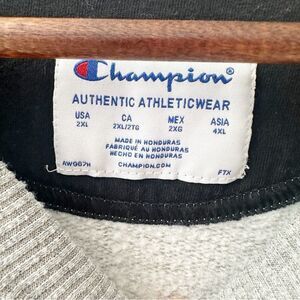 Champion®
AUTHENTIC ATHLETICWEAR
USA CA MEX ASIA
2XL 2XL/2TG 2XG 4XL
MADE IN HONDURAS
FABRIQUÉ AU HONDURAS
HECHO EN HONDURAS
CHAMPION.COM
FTX